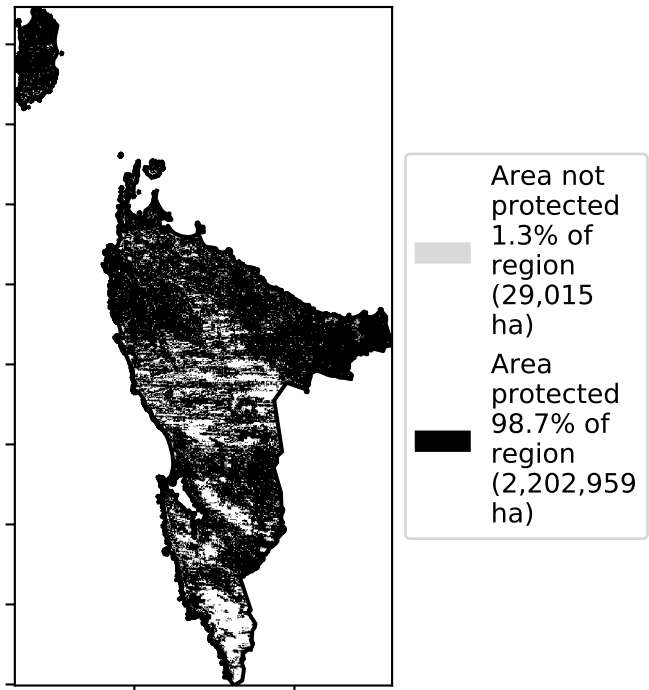 Area not
protected
1.3% of
region
(29,015
ha)
Area
protected
98.7% of
region
(2,202,959
ha)